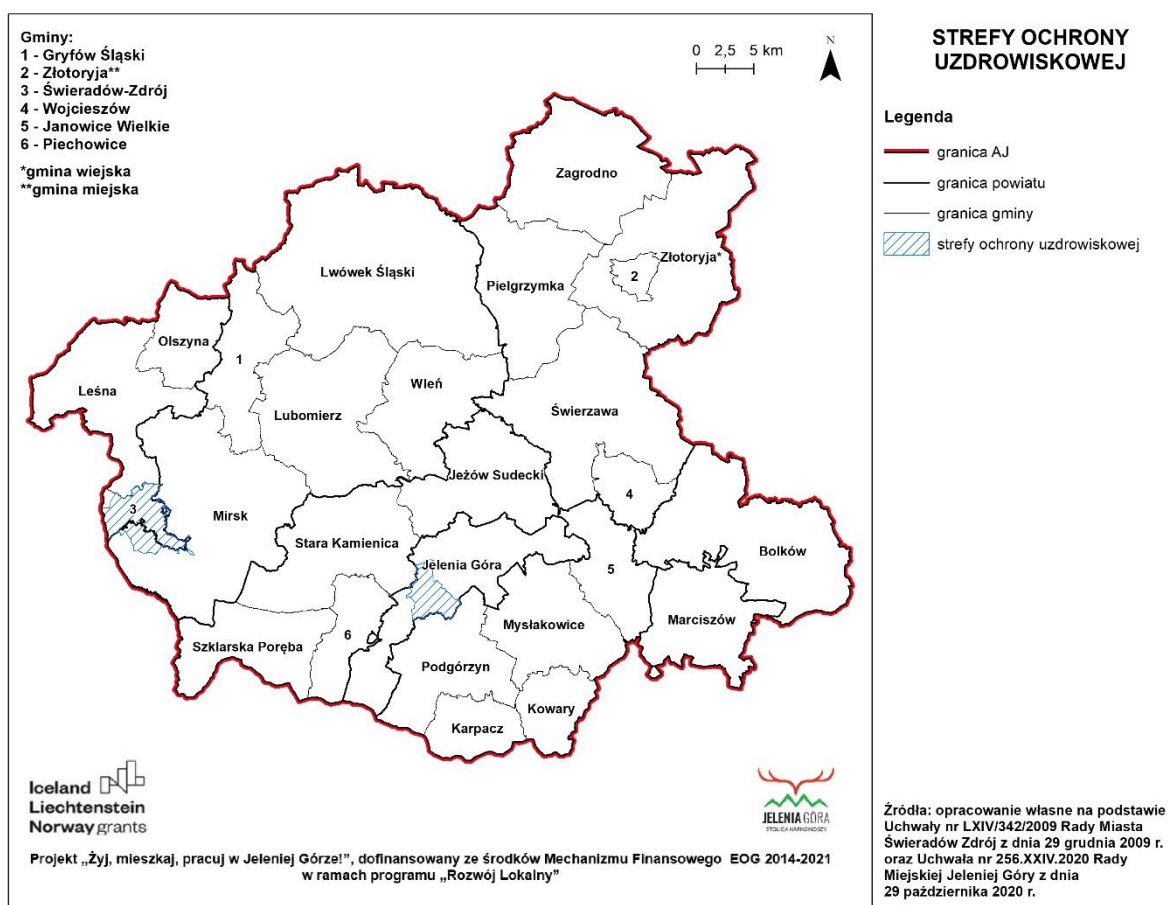 Gminy:
1 - Gryfów Śląski
2 - Złotoryja**
3 - Świeradów-Zdrój
4 - Wojcieszów
5 - Janowice Wielkie
6 - Piechowice
*gmina wiejska
**gmina miejska
0 2,5 5 km
N
STREFY OCHRONY
UZDROWISKOWEJ
Legenda
granica AJ
granica powiatu
granica gminy
strefy ochrony uzdrowiskowej
Zagrodno
Złotoryja*
2
Lwówek Śląski
Pielgrzymka
Olszyna
1
Leśna
Wleń
Lubomierz
Świerzawa
Jeżów Sudecki
4
3
Mirsk
Stara Kamienica
Bolków
Jelenia Góra
5
Mysłakowice
Marciszów
6
Szklarska Poręba
Podgórzyn
Kowary
Karpacz
Iceland
Liechtenstein
Norway grants
JELENIA GÓRA
STOLICA KARKONOSZY
Projekt „Żyj, mieszkaj, pracuj w Jeleniej Górze!”, dofinansowany ze środków Mechanizmu Finansowego EOG 2014-2021
w ramach programu „Rozwój Lokalny”
Źródła: opracowanie własne na podstawie
Uchwały nr LXIV/342/2009 Rady Miasta
Świeradów Zdrój z dnia 29 grudnia 2009 r.
oraz Uchwała nr 256.XXIV.2020 Rady
Miejskiej Jeleniej Góry z dnia
29 października 2020 r.